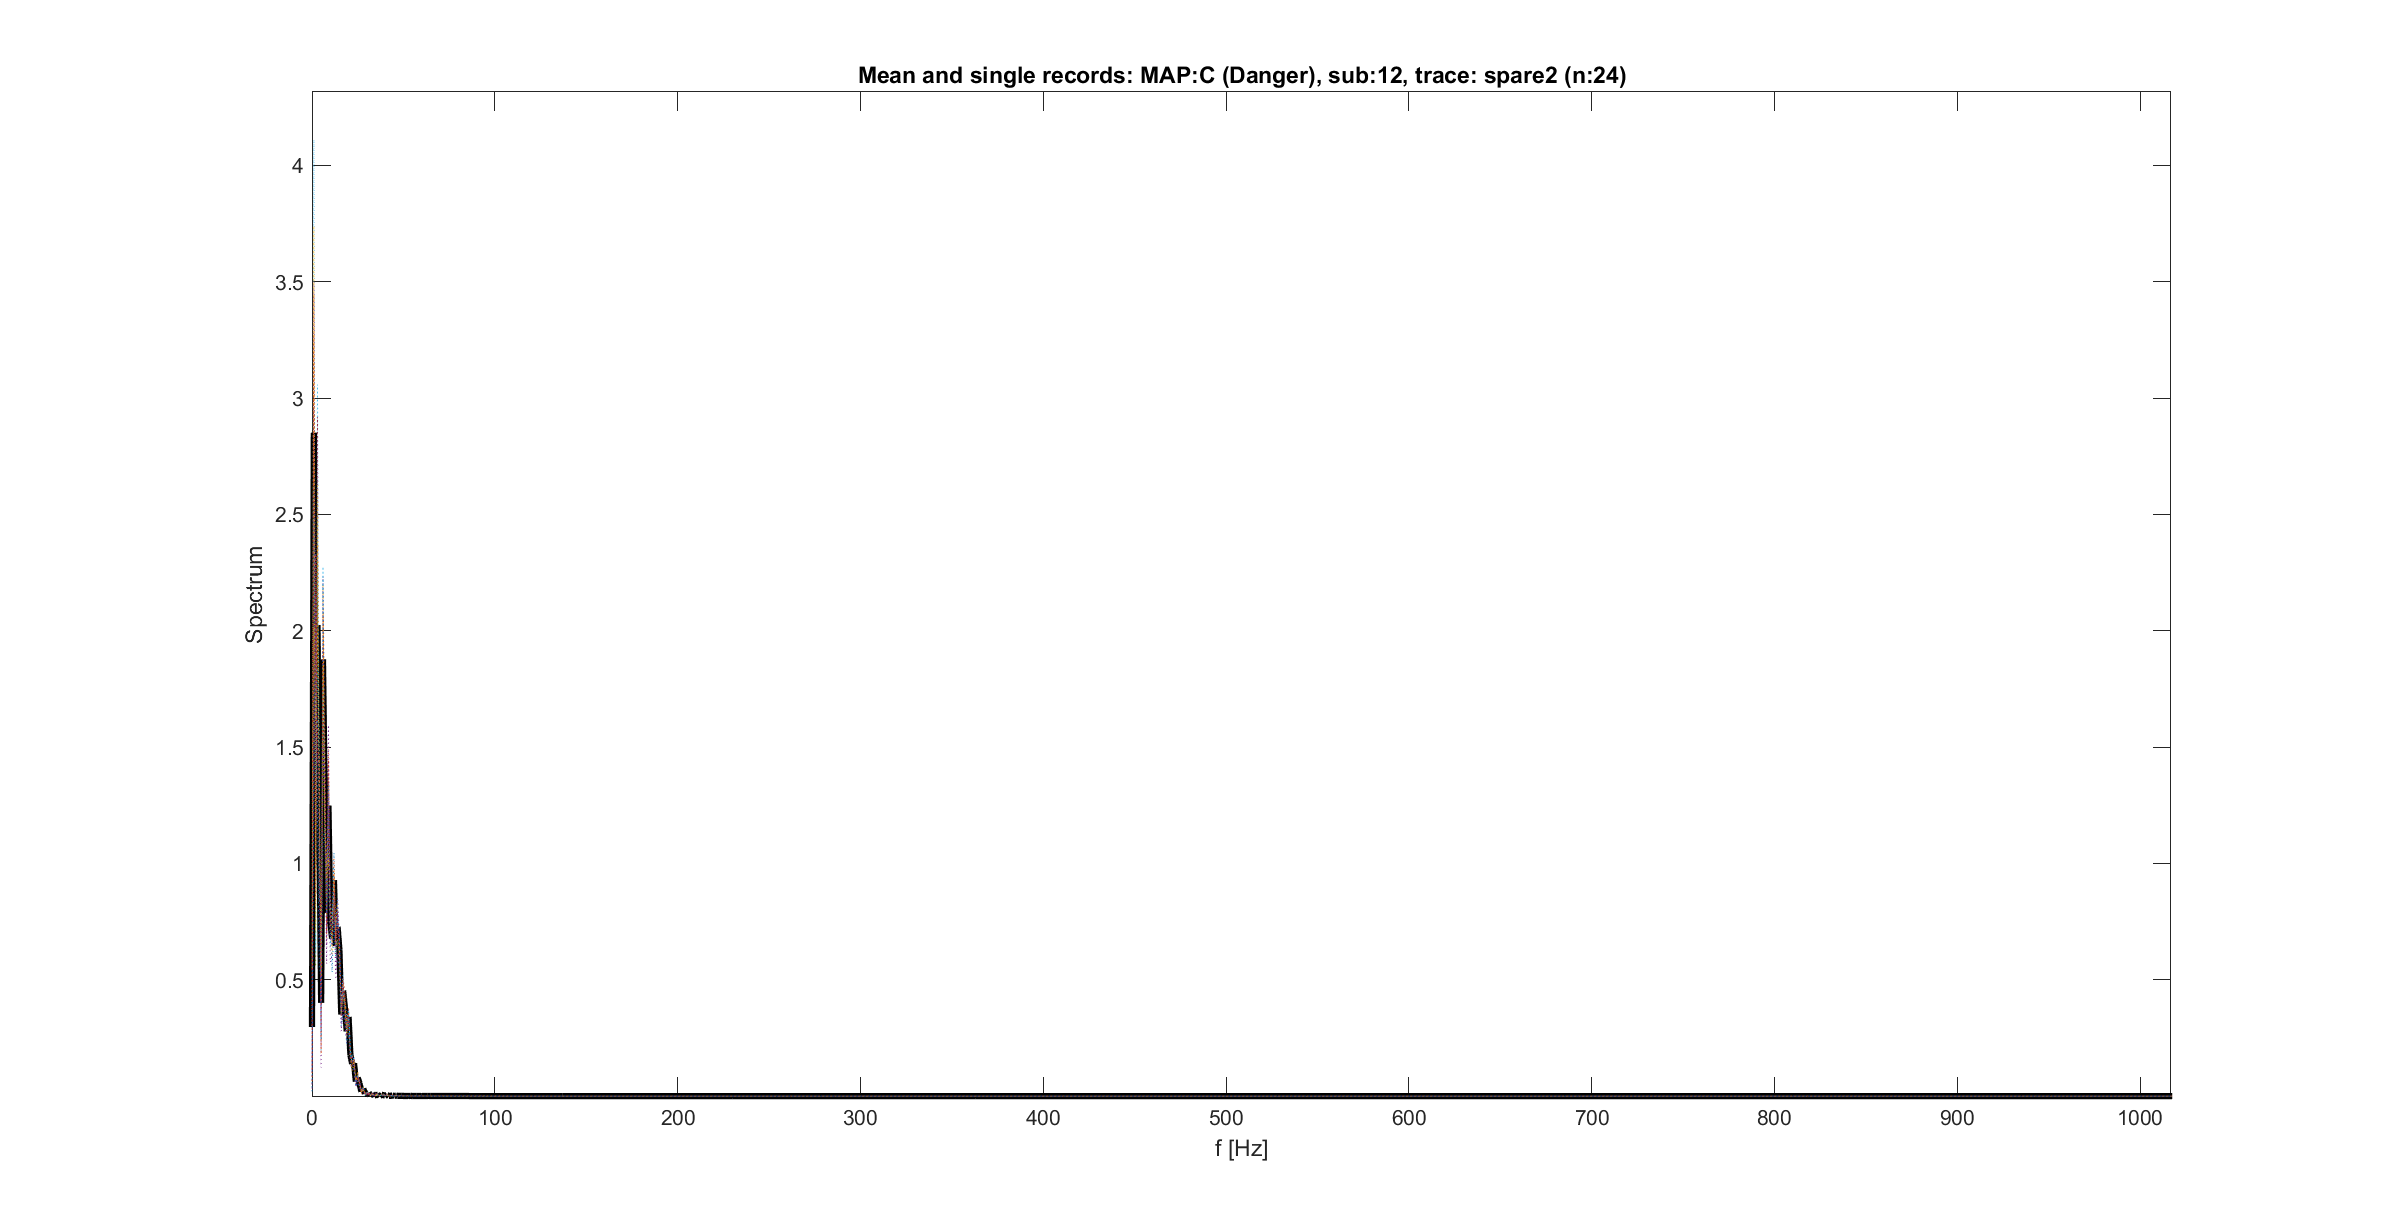 Mean and single records: MAP:C (Danger), sub:12, trace: spare2 (n:24)
4
3.5
3
2.5
2
1.5
1
0.5
Spectrum
0 100 200 300 400 500 600 700 800 900 1000
f [Hz]